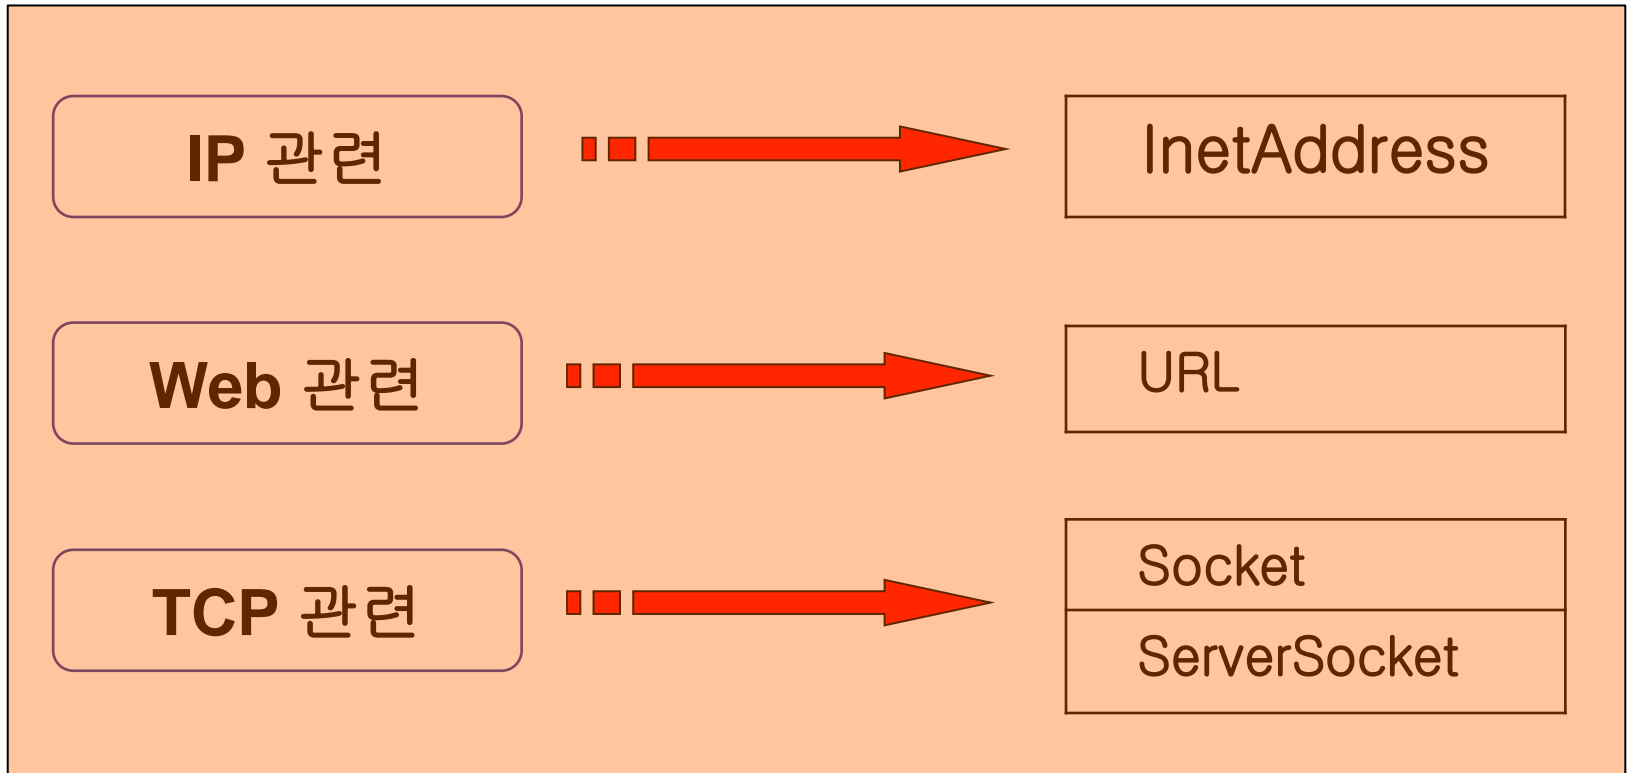 IP 관련
InetAddress
Web 관련
URL
TCP 관련
Socket
ServerSocket